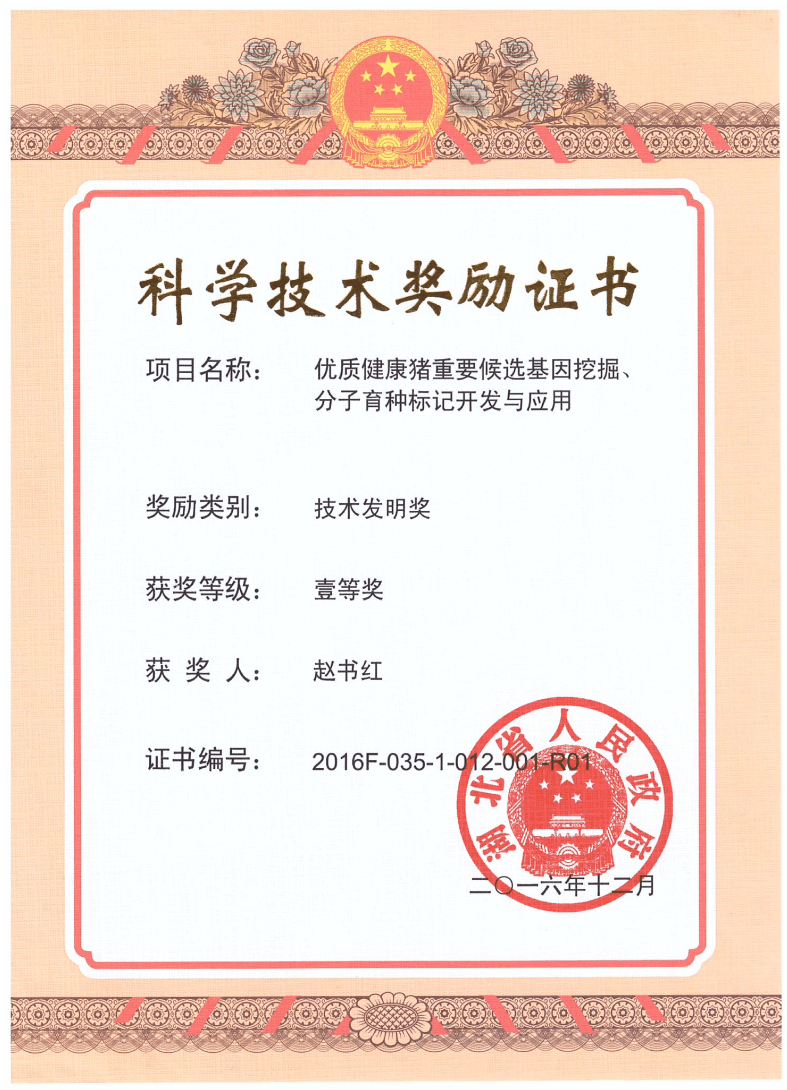 科学技术奖励证书
项目名称： 优质健康猪重要候选基因挖掘、
分子育种标记开发与应用
奖励类别： 技术发明奖
获奖等级： 壹等奖
获 奖 人： 赵书红
证书编号： 2016F-035-1-012-001-R01
湖北省人民政府
二〇一六年十二月